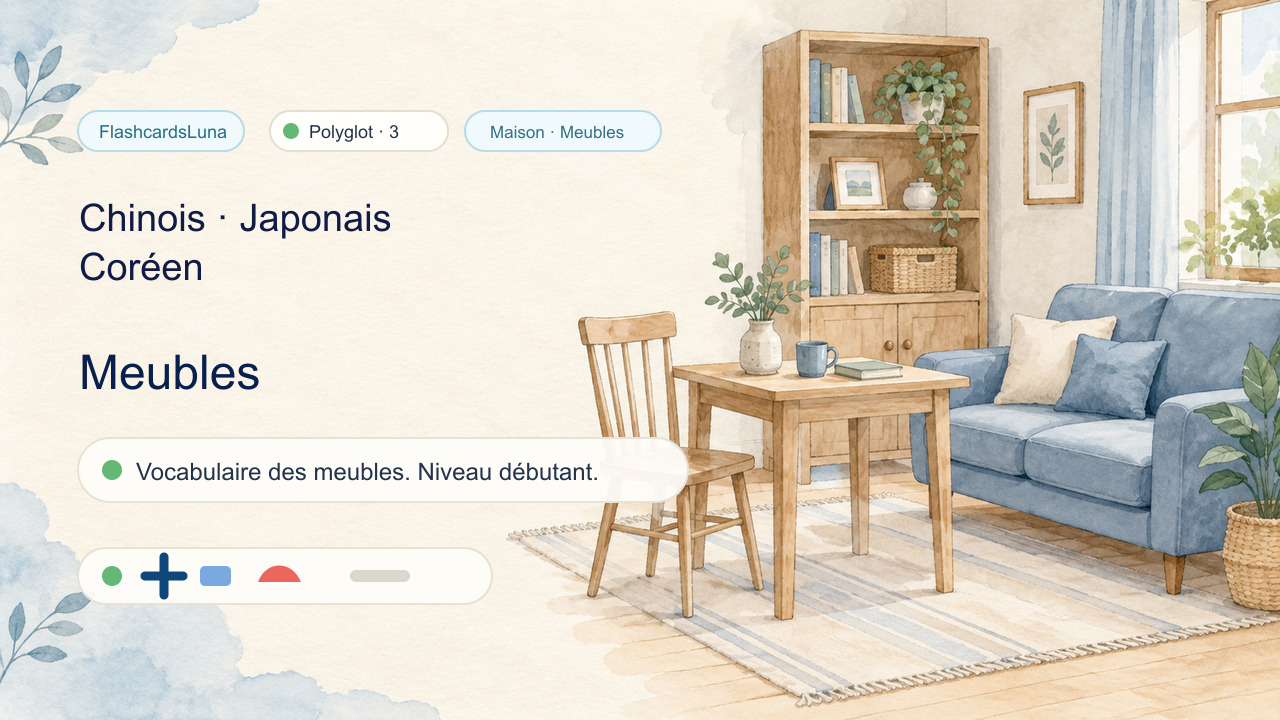 FlashcardsLuna
Polyglot · 3
Maison · Meubles
Chinois · Japonais
Coréen
Meubles
Vocabulaire des meubles. Niveau débutant.